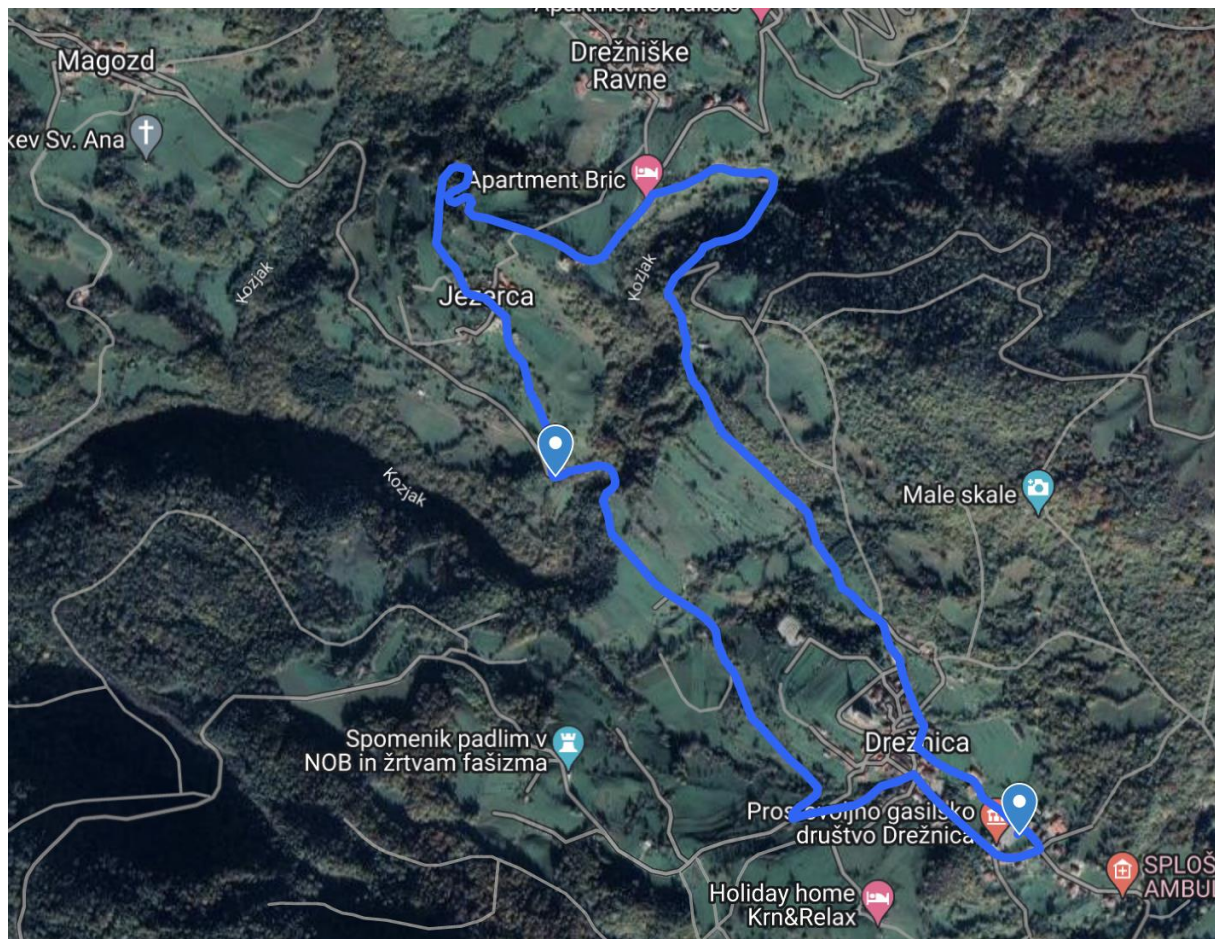 Apartments Ivančič
Magozd
Drežniške
Ravne
kev Sv. Ana
Apartment Bric
Kozjak
Kozjak
Jezerca
Kozjak
Male skale
Spomenik padlim v
NOB in žrtvam fašizma
Drežnica
Prostovoljno gasilsko
društvo Drežnica
SPLOŠ
AMBUL
Holiday home
Krn&Relax